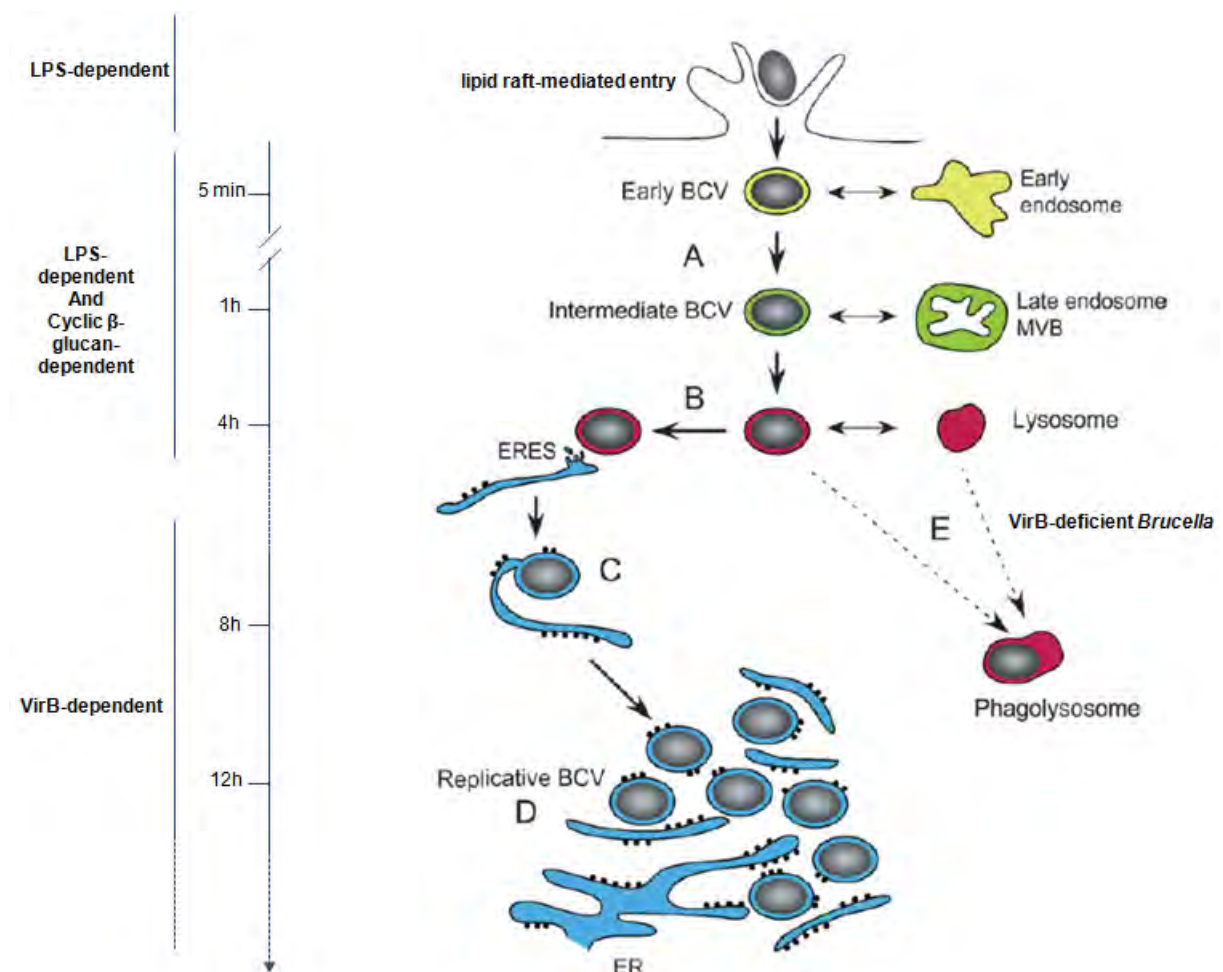 LPS-dependent
lipid raft-mediated entry
5 min
Early BCV
Early
endosome
A
LPS-
dependent
And
Cyclic β-
glucan-
dependent
1h
Intermediate BCV
Late endosome
MVB
B
4h
Lysosome
ERES
E
VirB-deficient Brucella
C
8h
VirB-dependent
Phagolysosome
12h
Replicative BCV
D
ER